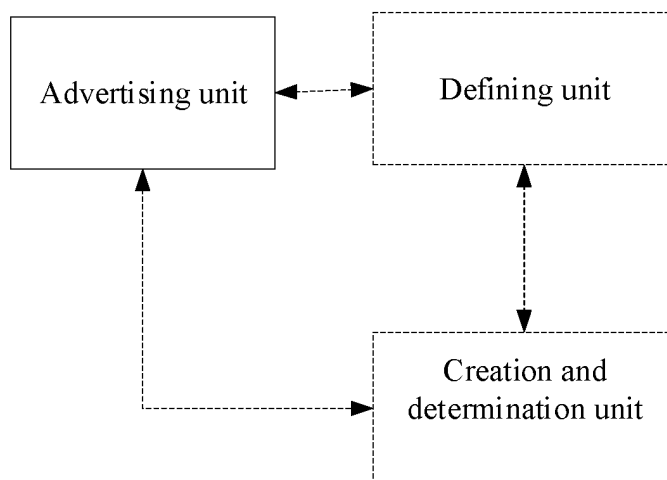 Advertising unit
Defining unit
Creation and
determination unit